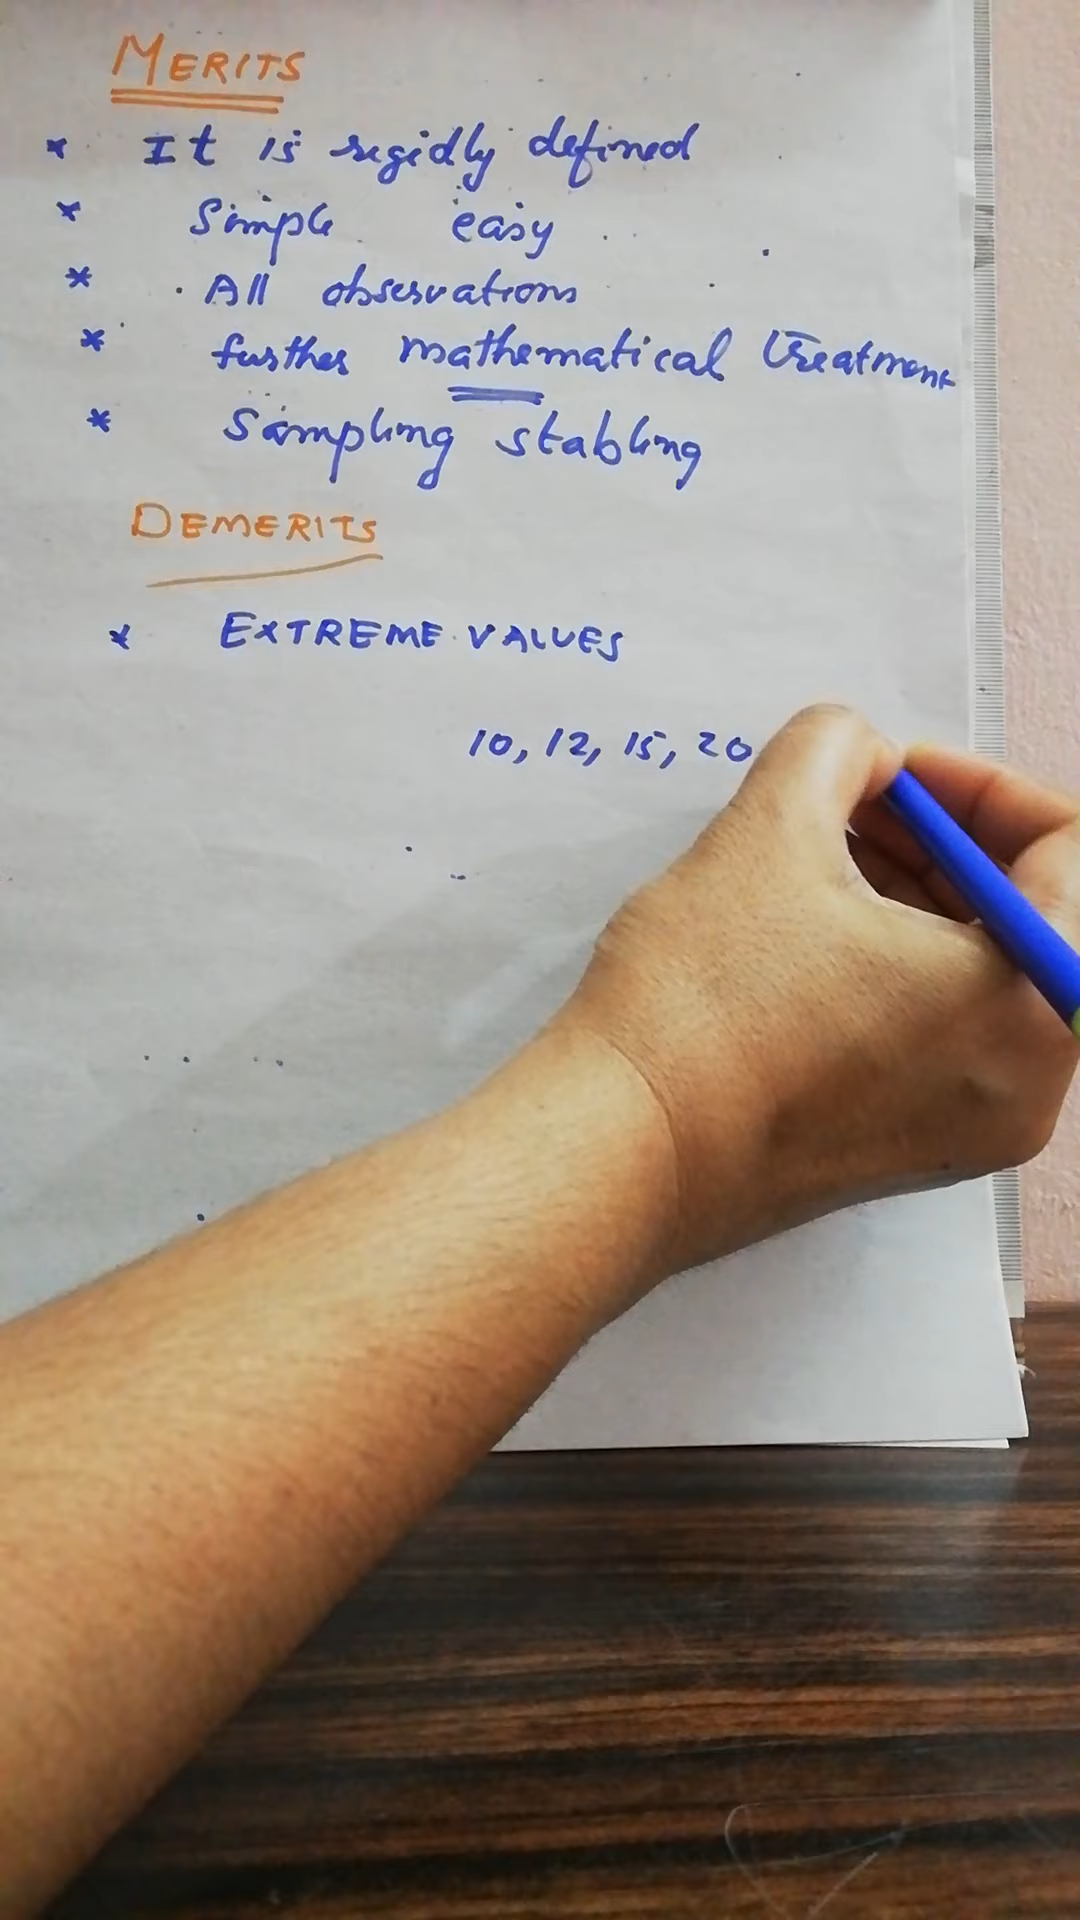 MERITS
* It is rigidly defined
* Simple easy
* All observations
* further mathematical treatment
* Sampling stabling
DEMERITS
* EXTREME VALUES
10, 12, 15, 20